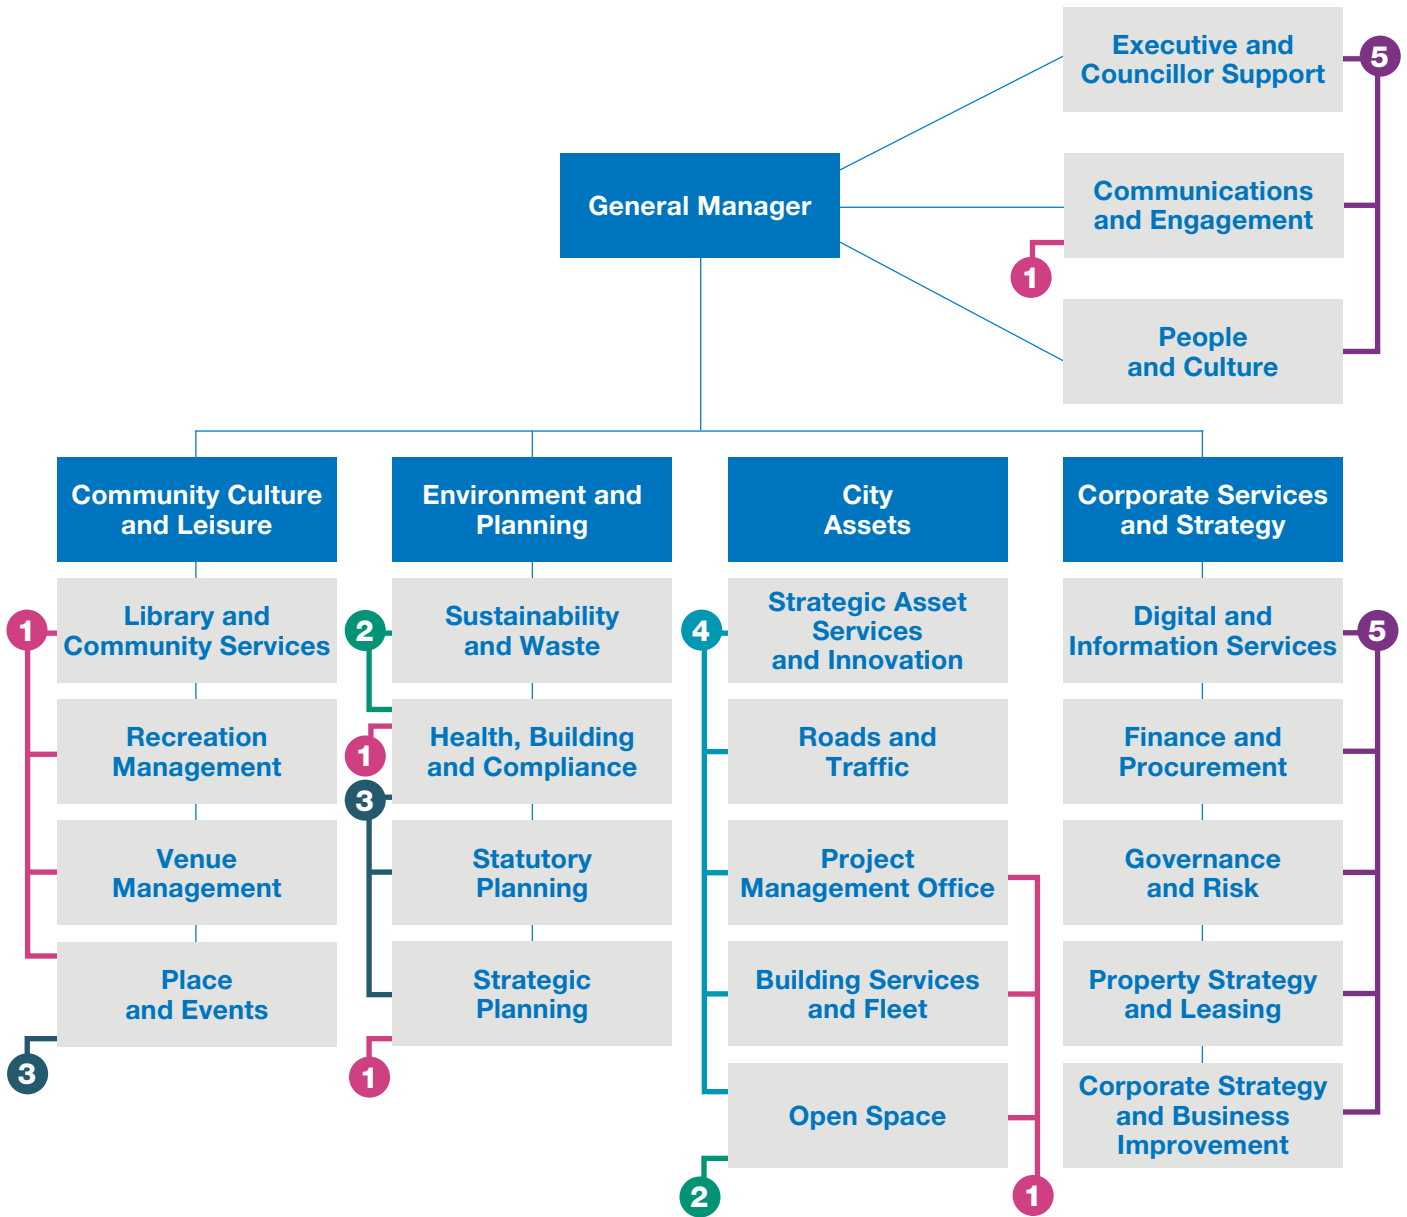 Executive and
Councillor Support
5
General Manager
Communications
and Engagement
1
People
and Culture
Community Culture
and Leisure
Environment and
Planning
City
Assets
Corporate Services
and Strategy
1
Library and
Community Services
Recreation
Management
Venue
Management
Place
and Events
3
2
Sustainability
and Waste
1
Health, Building
and Compliance
3
Statutory
Planning
Strategic
Planning
1
4
Strategic Asset
Services
and Innovation
Roads and
Traffic
Project
Management Office
Building Services
and Fleet
Open Space
2
1
Digital and
Information Services
5
Finance and
Procurement
Governance
and Risk
Property Strategy
and Leasing
Corporate Strategy
and Business
Improvement